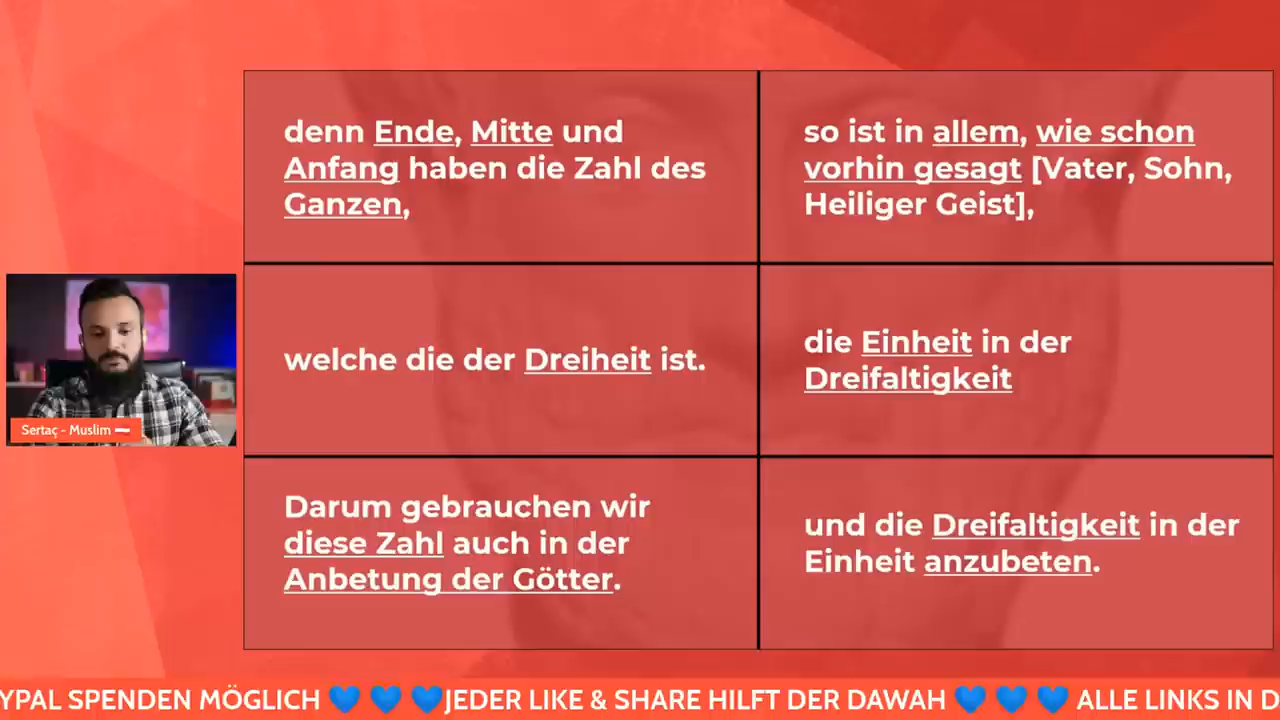 denn Ende, Mitte und
Anfang haben die Zahl des
Ganzen,
so ist in allem, wie schon
vorhin gesagt [Vater, Sohn,
Heiliger Geist],
welche die der Dreiheit ist.
die Einheit in der
Dreifaltigkeit
Darum gebrauchen wir
diese Zahl auch in der
Anbetung der Götter.
und die Dreifaltigkeit in der
Einheit anzubeten.
Sertaç - Muslim
YPAL SPENDEN MÖGLICH 💙 💙 💙JEDER LIKE & SHARE HILFT DER DAWAH 💙 💙 💙 ALLE LINKS IN D